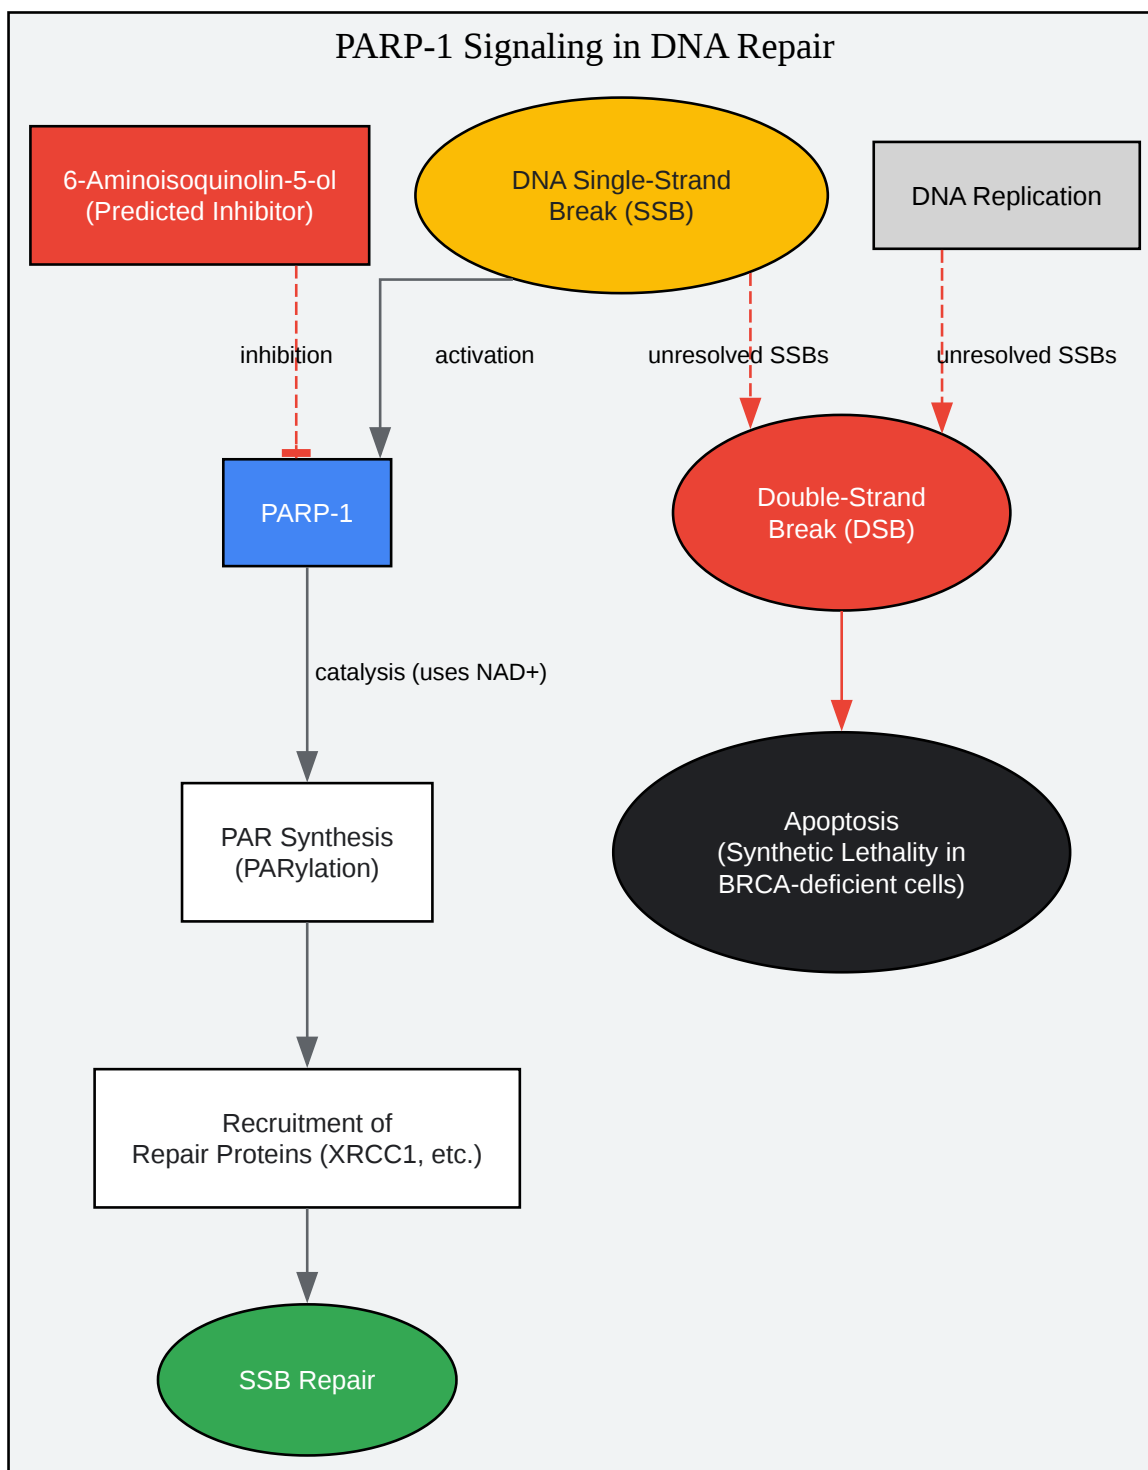 PARP-1 Signaling in DNA Repair
6-Aminoisoquinolin-5-ol
(Predicted Inhibitor)
DNA Single-Strand
Break (SSB)
DNA Replication
inhibition
activation
unresolved SSBs
unresolved SSBs
PARP-1
Double-Strand
Break (DSB)
catalysis (uses NAD+)
PAR Synthesis
(PARylation)
Apoptosis
(Synthetic Lethality in
BRCA-deficient cells)
Recruitment of
Repair Proteins (XRCC1, etc.)
SSB Repair